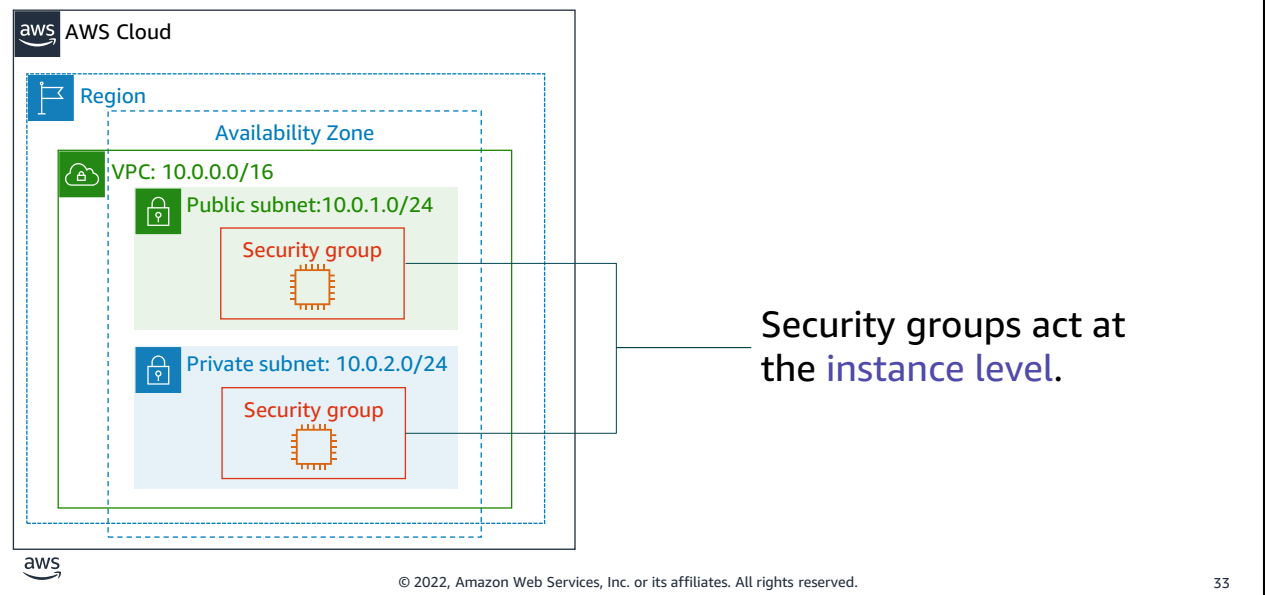 aws AWS Cloud
Region
Availability Zone
VPC: 10.0.0.0/16
Public subnet:10.0.1.0/24
Security group
Private subnet: 10.0.2.0/24
Security group
Security groups act at
the instance level.
aws
© 2022, Amazon Web Services, Inc. or its affiliates. All rights reserved.
33